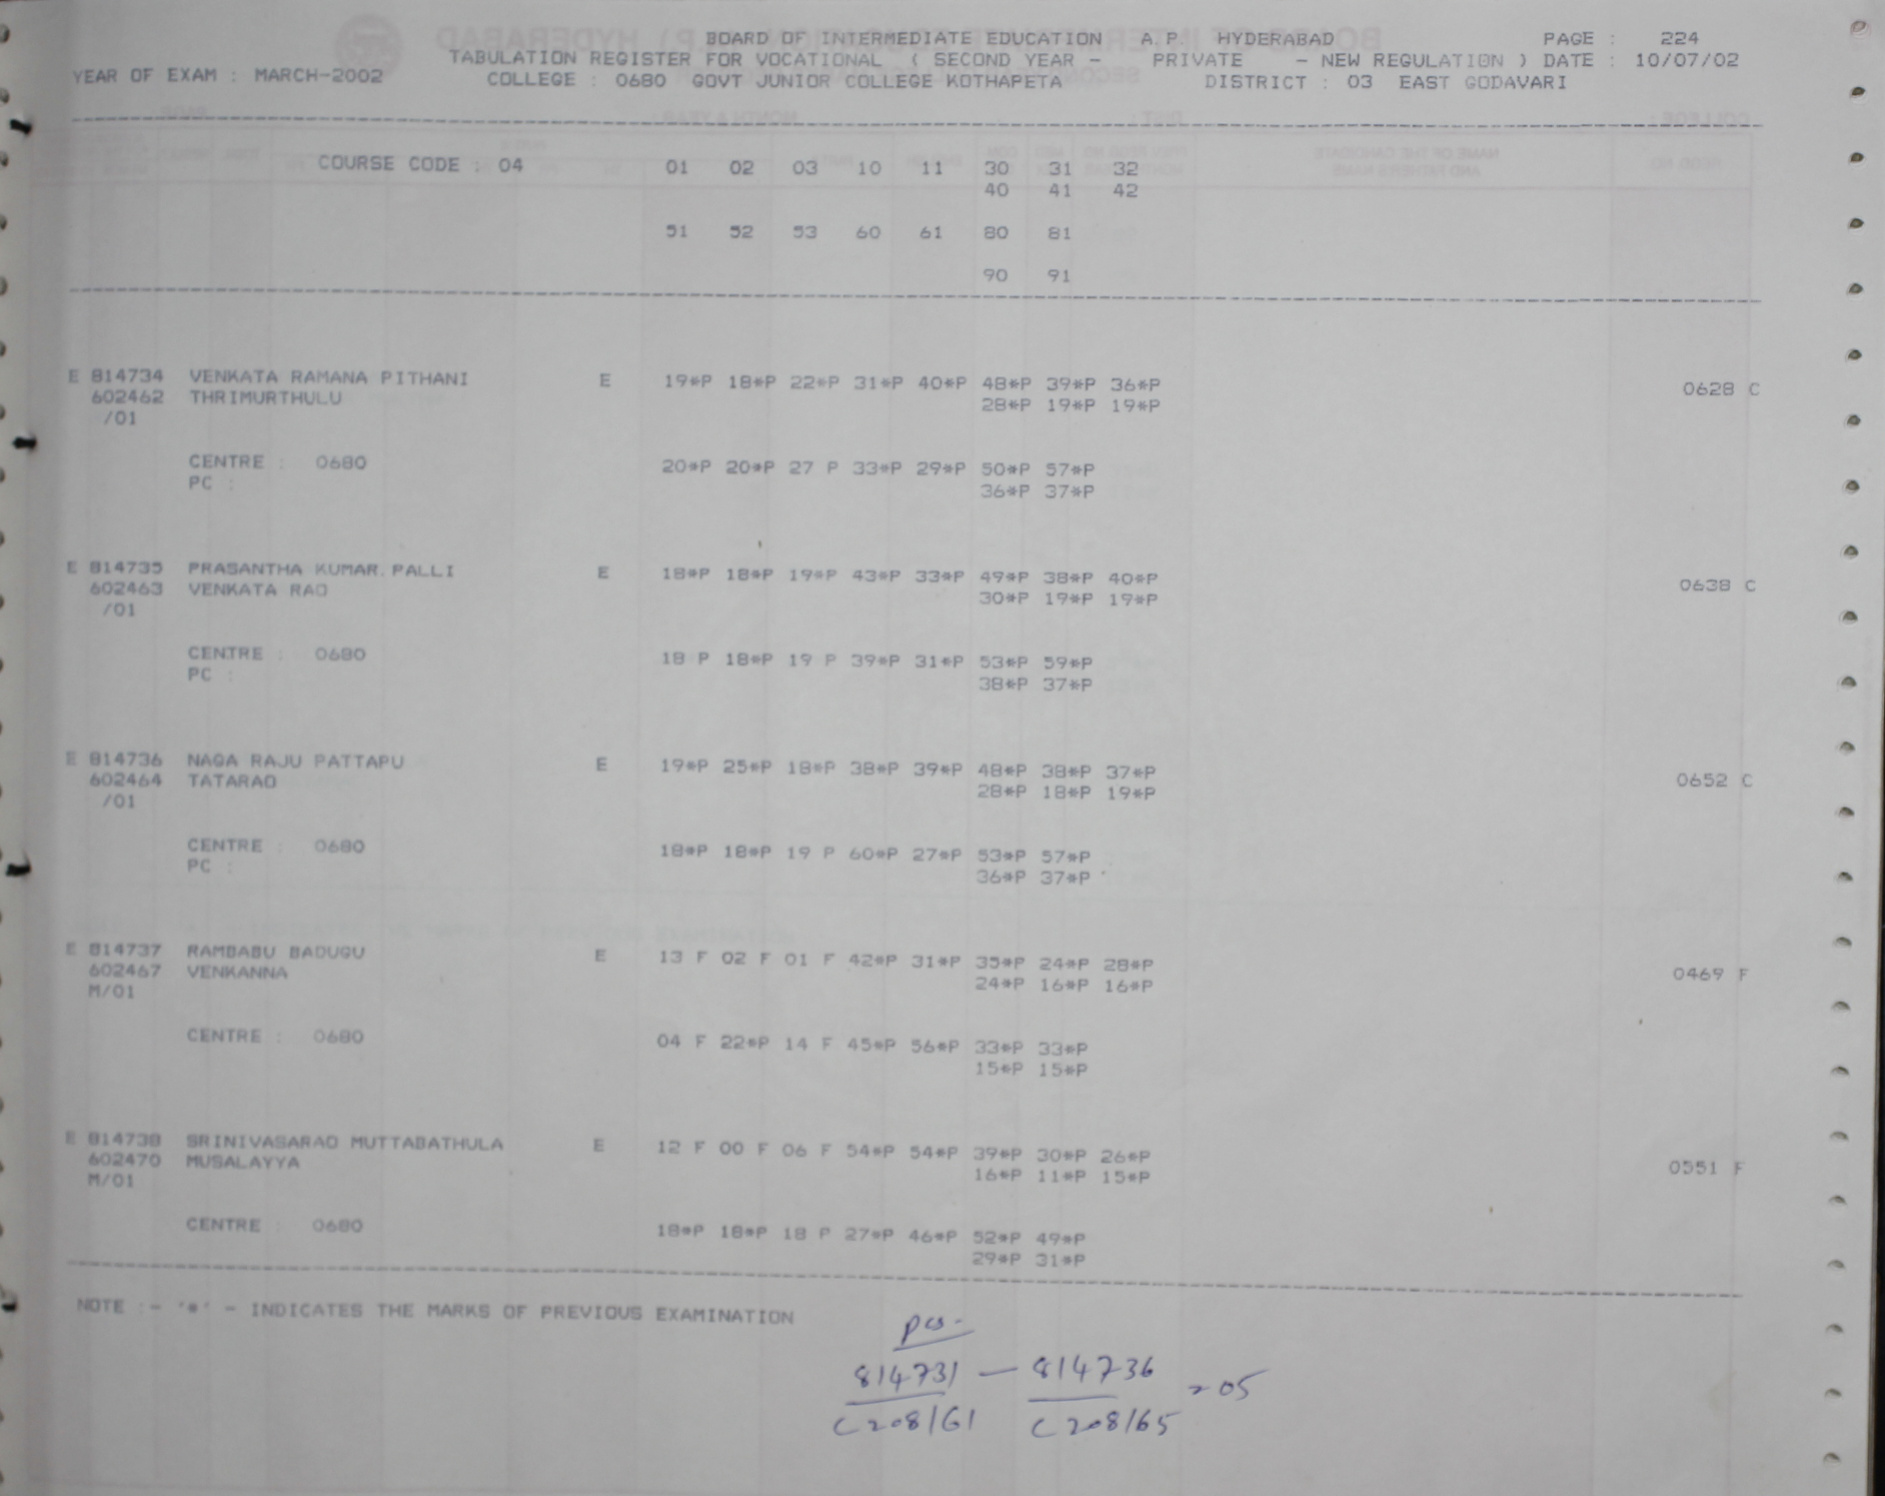 BOARD OF INTERMEDIATE EDUCATION A.P. HYDERABAD PAGE : 224
TABULATION REGISTER FOR VOCATIONAL ( SECOND YEAR - PRIVATE - NEW REGULATION ) DATE : 10/07/02
YEAR OF EXAM : MARCH-2002 COLLEGE : 0680 GOVT JUNIOR COLLEGE KOTHAPETA DISTRICT : 03 EAST GODAVARI
COURSE CODE : 04 01 02 03 10 11 30 31 32
40 41 42
51 52 53 60 61 80 81
90 91
E 814734 VENKATA RAMANA PITHANI E 19*P 18*P 22*P 31*P 40*P 48*P 39*P 36*P 0628 C
602462 THRIMURTHULU 28*P 19*P 19*P
/01
CENTRE : 0680 20*P 20*P 27 P 33*P 29*P 50*P 57*P
PC : 36*P 37*P
E 814735 PRASANTHA KUMAR.PALLI E 18*P 18*P 19*P 43*P 33*P 49*P 38*P 40*P 0638 C
602463 VENKATA RAO 30*P 19*P 19*P
/01
CENTRE : 0680 18 P 18*P 19 P 39*P 31*P 53*P 59*P
PC : 38*P 37*P
E 814736 NAGA RAJU PATTAPU E 19*P 25*P 18*P 38*P 39*P 48*P 38*P 37*P 0652 C
602464 TATARAO 28*P 18*P 19*P
/01
CENTRE : 0680 18*P 18*P 19 P 60*P 27*P 53*P 57*P
PC : 36*P 37*P
E 814737 RAMBABU BADUGU E 13 F 02 F 01 F 42*P 31*P 35*P 24*P 28*P 0469 F
602467 VENKANNA 24*P 16*P 16*P
M/01
CENTRE : 0680 04 F 22*P 14 F 45*P 56*P 33*P 33*P
15*P 15*P
E 814738 SRINIVASARAO MUTTABATHULA E 12 F 00 F 06 F 54*P 54*P 39*P 30*P 26*P 0551 F
602470 MUSALAYYA 16*P 11*P 15*P
M/01
CENTRE : 0680 18*P 18*P 18 P 27*P 46*P 52*P 49*P
29*P 31*P
NOTE :- '*' - INDICATES THE MARKS OF PREVIOUS EXAMINATION
814731 — 814736 = 05
C208161 C208165